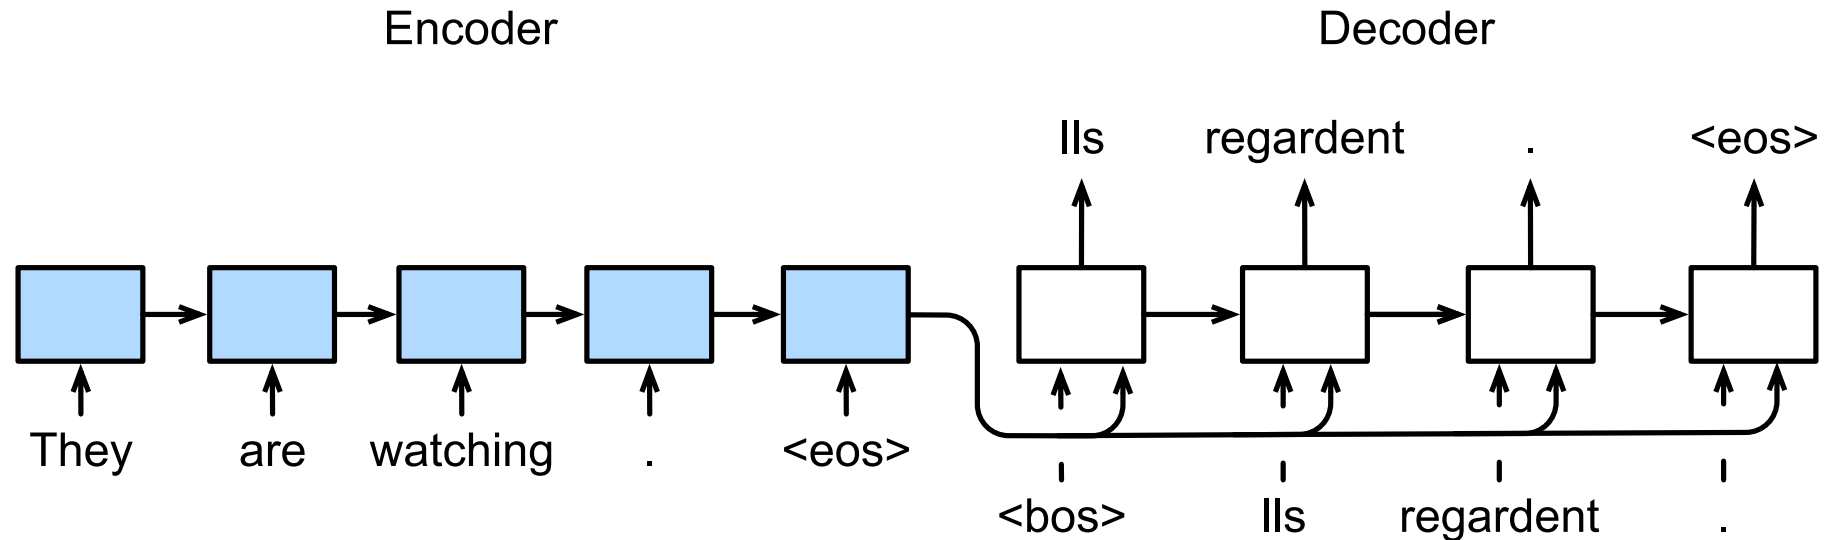 Encoder Decoder
Ils regardent . <eos>
They are watching . <eos>
<bos> Ils regardent .